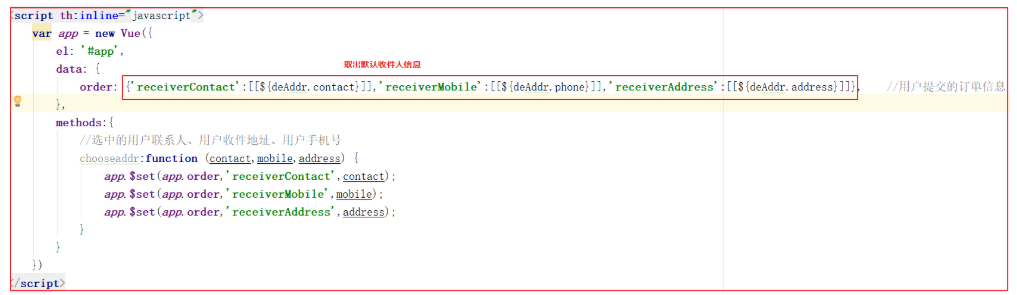 <script th:inline="javascript">
var app = new Vue({
el: '#app',
data: {
取出默认收件人信息
order: {'receiverContact':[[${deAddr.contact}]],'receiverMobile':[[${deAddr.phone}]],'receiverAddress':[[${deAddr.address}]]}, //用户提交的订单信息
},
methods:{
//选中的用户联系人、用户收件地址、用户手机号
chooseaddr:function (contact,mobile,address) {
app.$set(app.order,'receiverContact',contact);
app.$set(app.order,'receiverMobile',mobile);
app.$set(app.order,'receiverAddress',address);
}
}
})
</script>